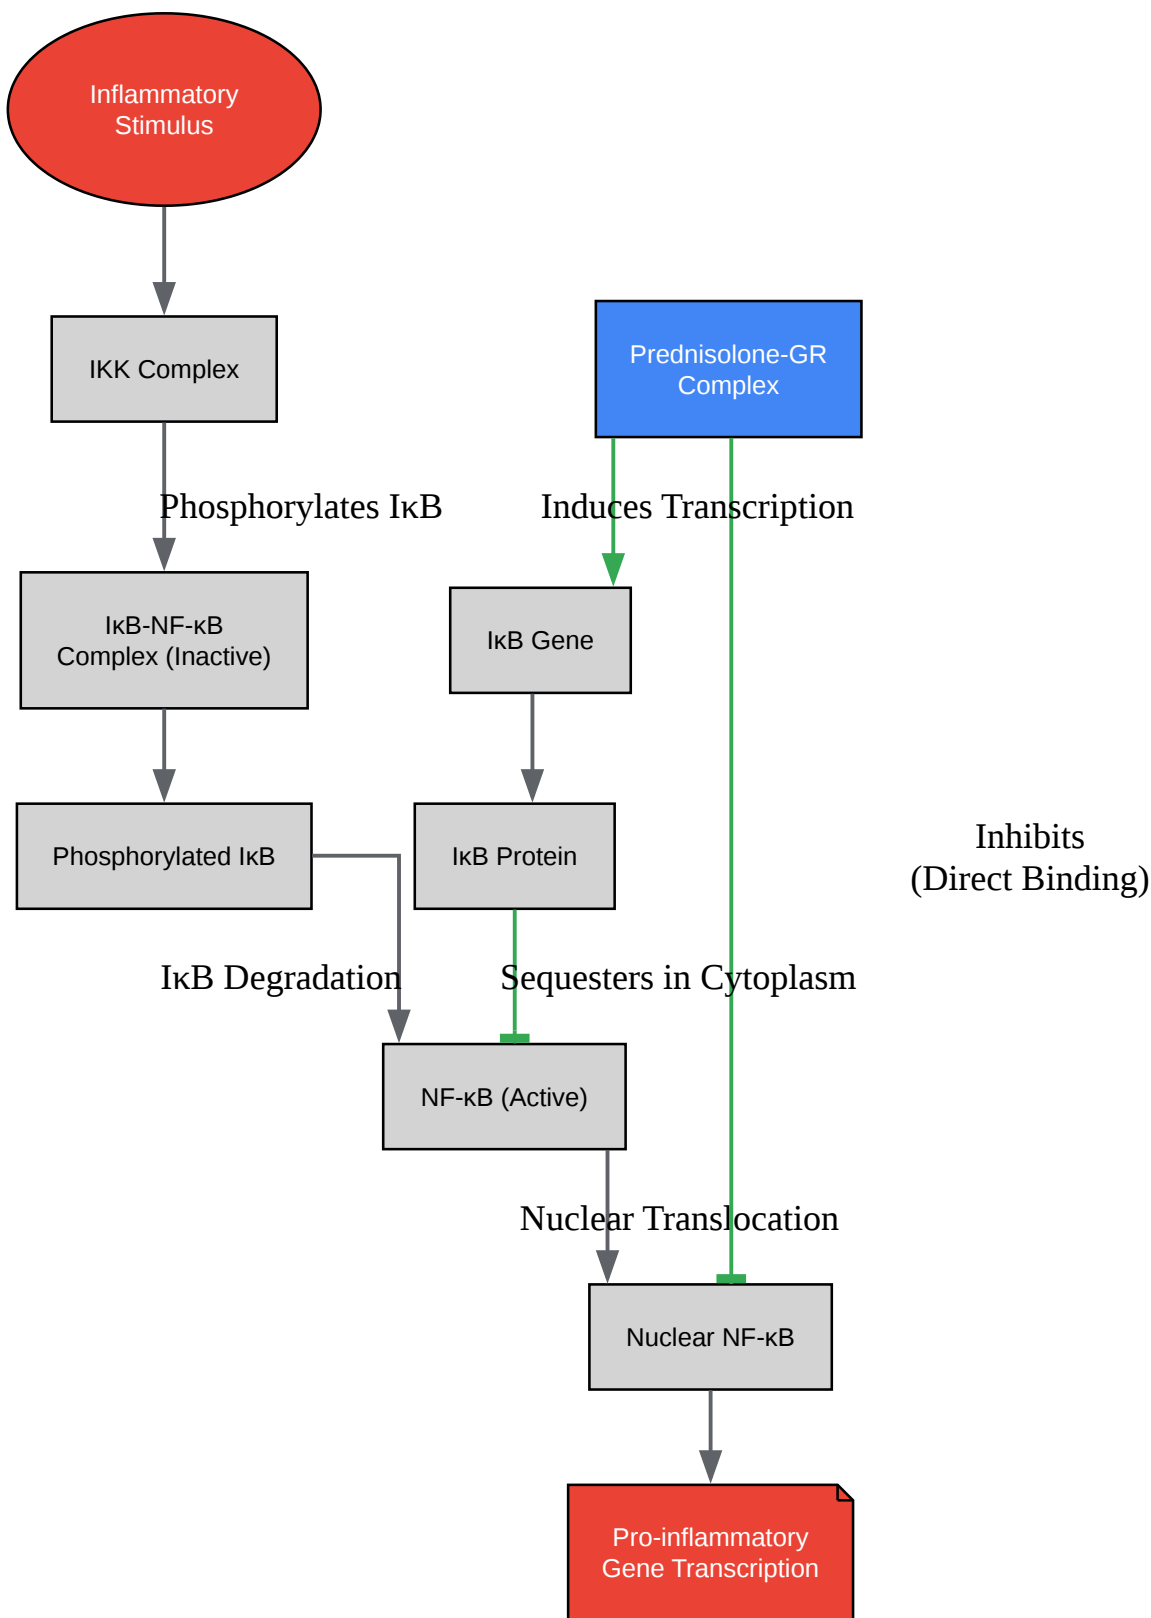 Inflammatory
Stimulus
IKK Complex
Prednisolone-GR
Complex
Phosphorylates IκB
Induces Transcription
IκB-NF-κB
Complex (Inactive)
IκB Gene
Phosphorylated IκB
IκB Protein
Inhibits
(Direct Binding)
IκB Degradation
Sequesters in Cytoplasm
NF-κB (Active)
Nuclear Translocation
Nuclear NF-κB
Pro-inflammatory
Gene Transcription